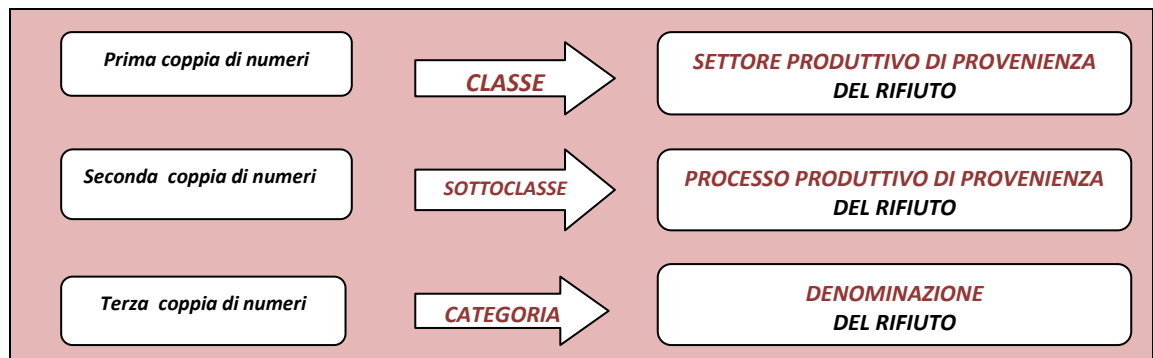 Prima coppia di numeri
CLASSE
SETTORE PRODUTTIVO DI PROVENIENZA
DEL RIFIUTO
Seconda coppia di numeri
SOTTOCLASSE
PROCESSO PRODUTTIVO DI PROVENIENZA
DEL RIFIUTO
Terza coppia di numeri
CATEGORIA
DENOMINAZIONE
DEL RIFIUTO